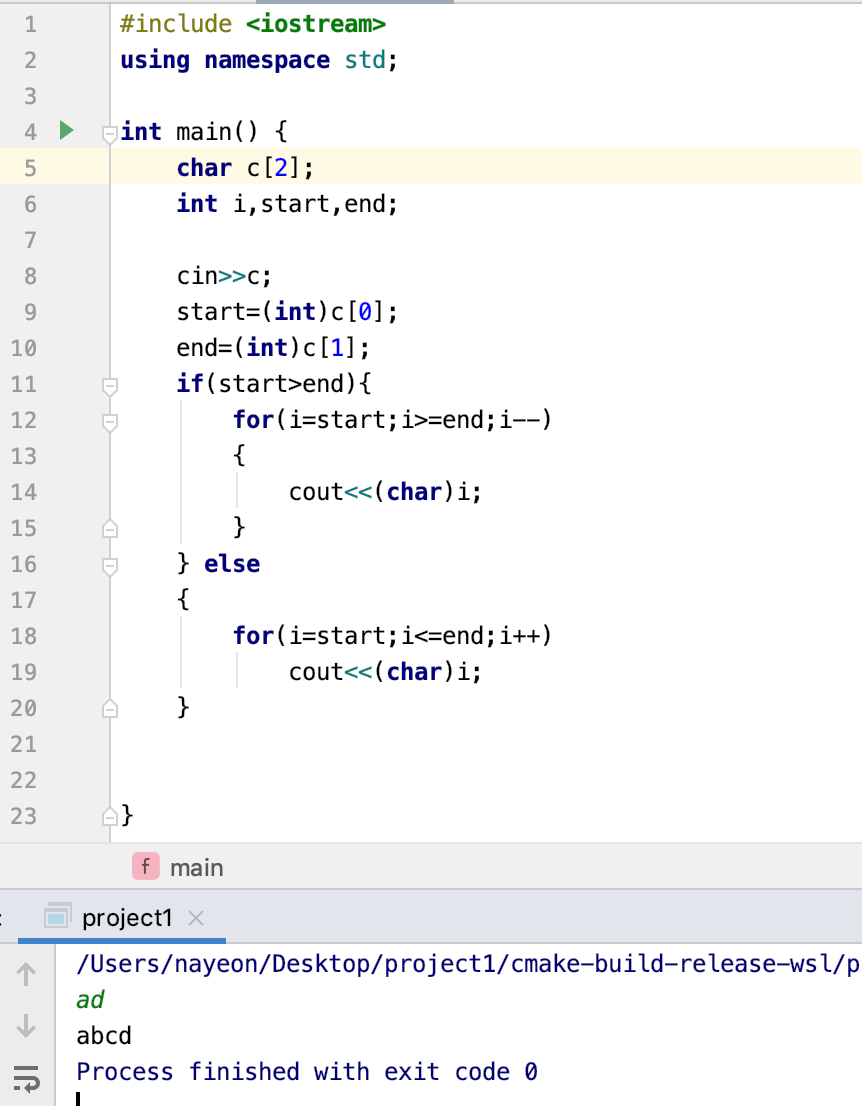 1 #include <iostream>
2 using namespace std;
3
4 int main() {
5     char c[2];
6     int i,start,end;
7
8     cin>>c;
9     start=(int)c[0];
10     end=(int)c[1];
11     if(start>end){
12         for(i=start;i>=end;i--)
13         {
14             cout<<(char)i;
15         }
16     } else
17     {
18         for(i=start;i<=end;i++)
19             cout<<(char)i;
20     }
21
22
23 }
f main
: project1
/Users/nayeon/Desktop/project1/cmake-build-release-wsl/p
ad
abcd
Process finished with exit code 0